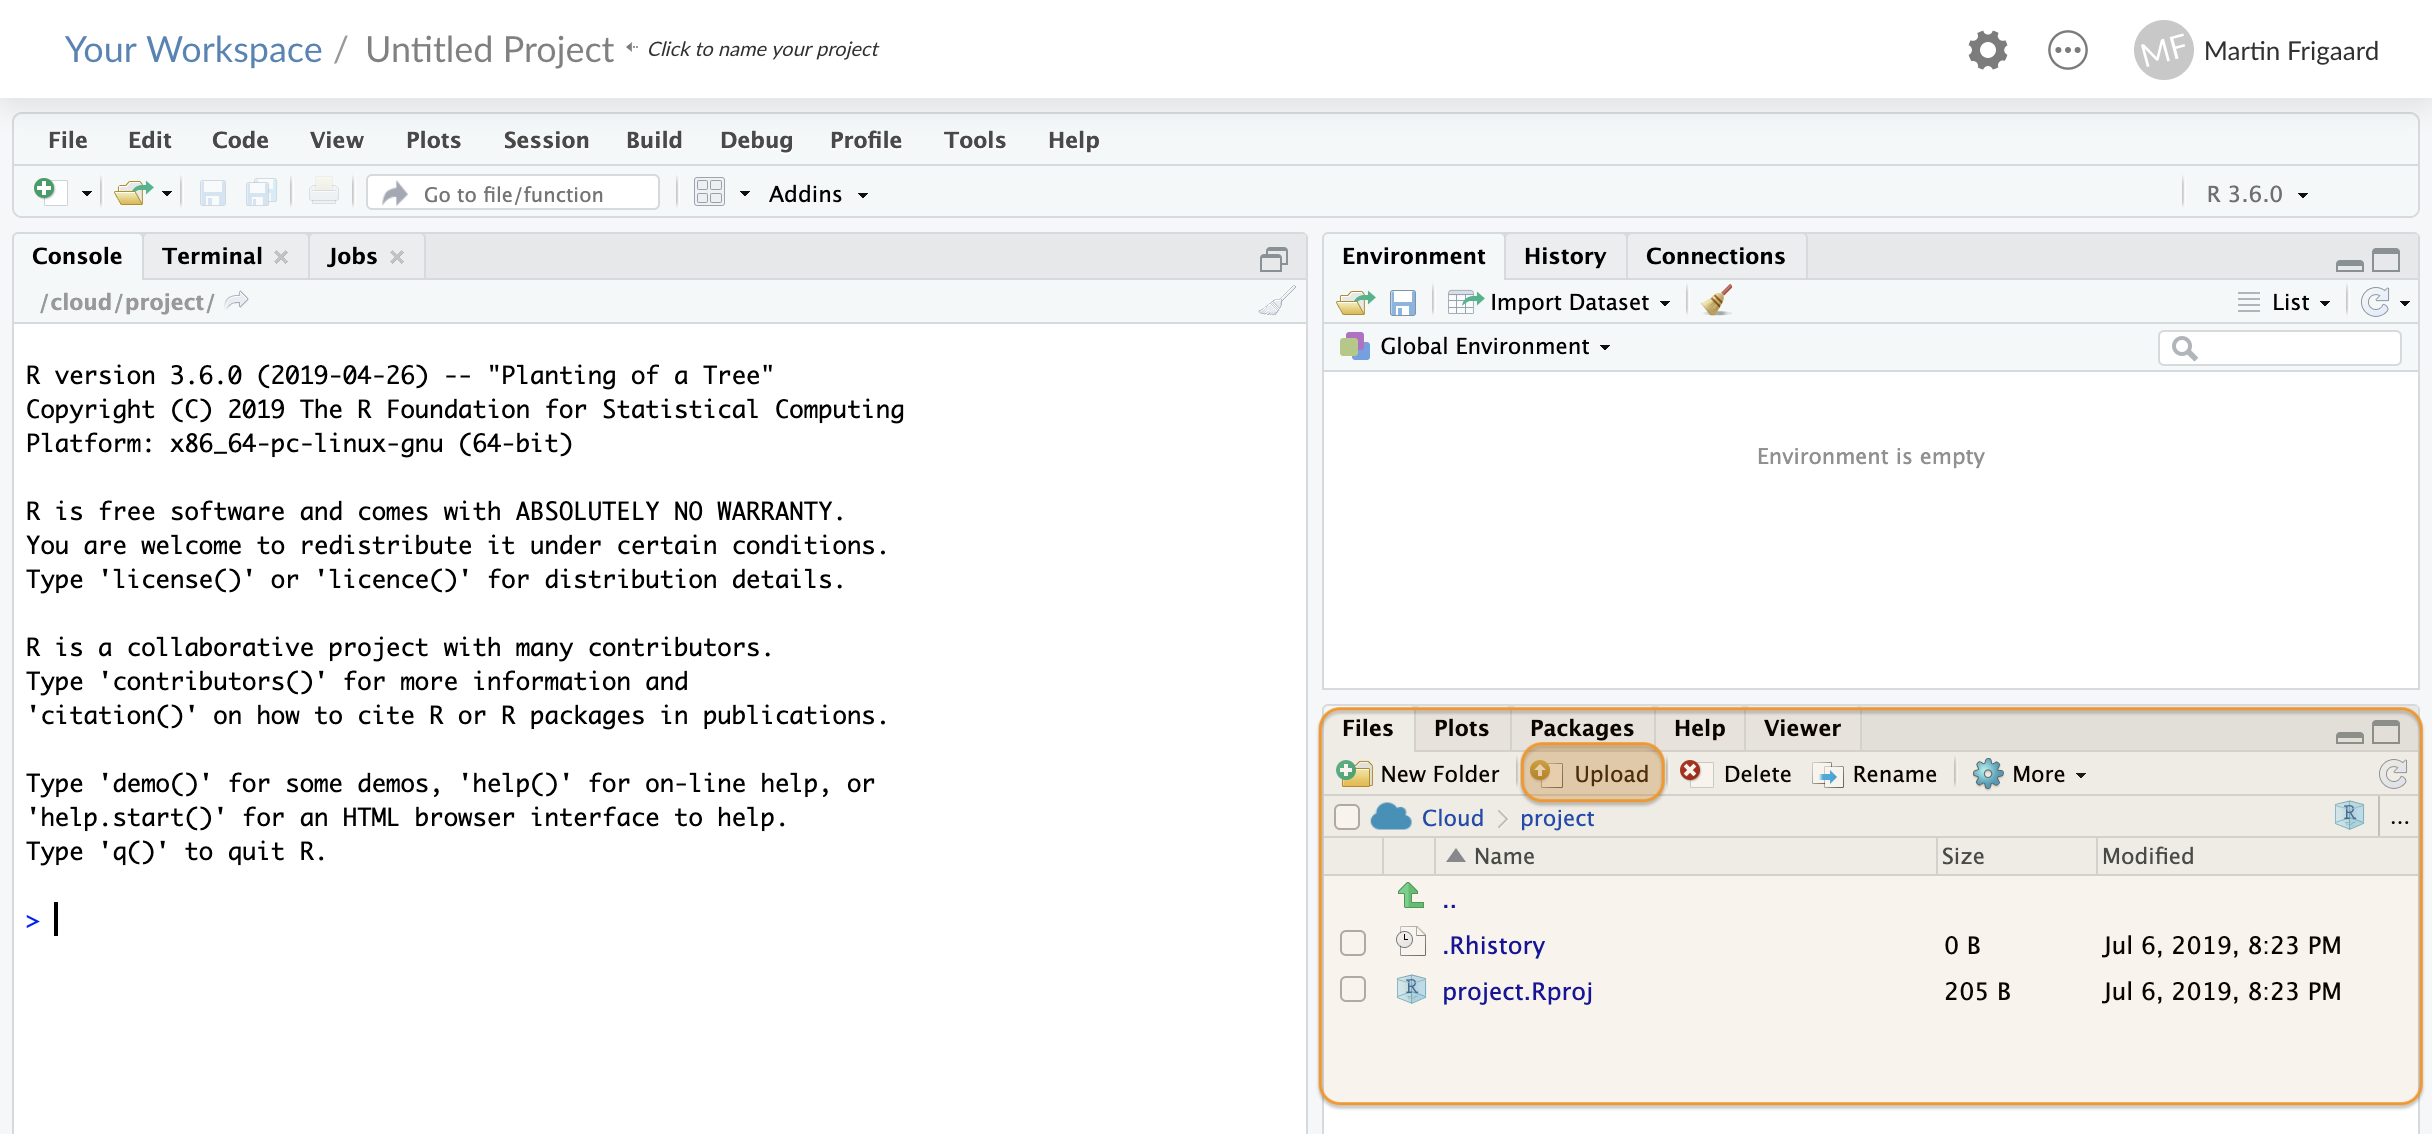 Your Workspace / Untitled Project Click to name your project
MF Martin Frigaard
File Edit Code View Plots Session Build Debug Profile Tools Help
Go to file/function Addins R 3.6.0
Console Terminal Jobs
/cloud/project/
R version 3.6.0 (2019-04-26) -- "Planting of a Tree"
Copyright (C) 2019 The R Foundation for Statistical Computing
Platform: x86_64-pc-linux-gnu (64-bit)
R is free software and comes with ABSOLUTELY NO WARRANTY.
You are welcome to redistribute it under certain conditions.
Type 'license()' or 'licence()' for distribution details.
R is a collaborative project with many contributors.
Type 'contributors()' for more information and
'citation()' on how to cite R or R packages in publications.
Type 'demo()' for some demos, 'help()' for on-line help, or
'help.start()' for an HTML browser interface to help.
Type 'q()' to quit R.
>
Environment History Connections
Import Dataset List
Global Environment
Environment is empty
Files Plots Packages Help Viewer
New Folder Upload Delete Rename More
Cloud > project R ...
Name Size Modified
..
.Rhistory 0 B Jul 6, 2019, 8:23 PM
R project.Rproj 205 B Jul 6, 2019, 8:23 PM